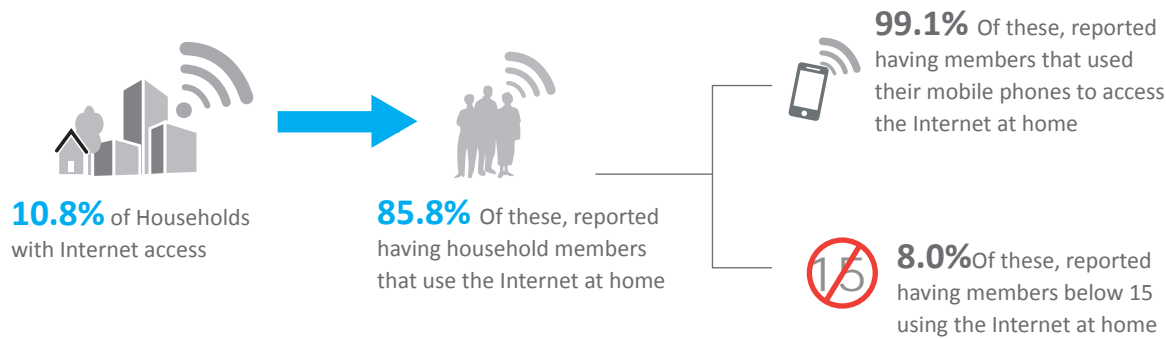 10.8% of Households
with Internet access
85.8% Of these, reported
having household members
that use the Internet at home
99.1% Of these, reported
having members that used
their mobile phones to access
the Internet at home
15
8.0%Of these, reported
having members below 15
using the Internet at home